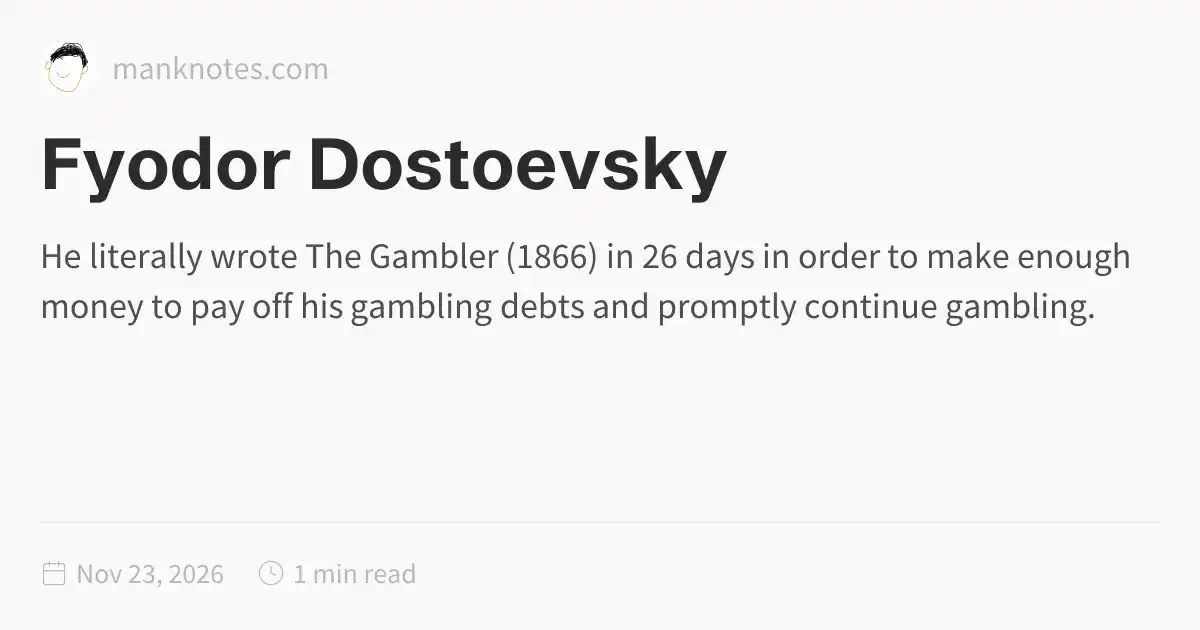 manknotes.com
Fyodor Dostoevsky
He literally wrote The Gambler (1866) in 26 days in order to make enough
money to pay off his gambling debts and promptly continue gambling.
Nov 23, 2026 1 min read